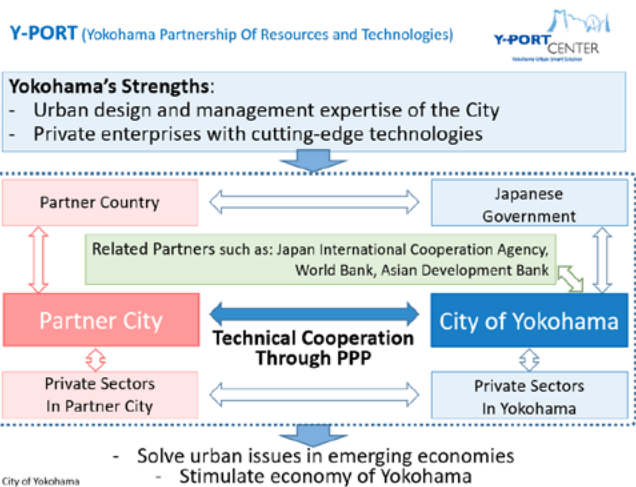 Y-PORT (Yokohama Partnership Of Resources and Technologies)
Y-PORT
CENTER
Yokohama Urban Smart Solution
Yokohama's Strengths:
- Urban design and management expertise of the City
- Private enterprises with cutting-edge technologies
Partner Country
Japanese
Government
Related Partners such as: Japan International Cooperation Agency,
World Bank, Asian Development Bank
Partner City
City of Yokohama
Technical Cooperation
Through PPP
Private Sectors
In Partner City
Private Sectors
In Yokohama
- Solve urban issues in emerging economies
- Stimulate economy of Yokohama
City of Yokohama